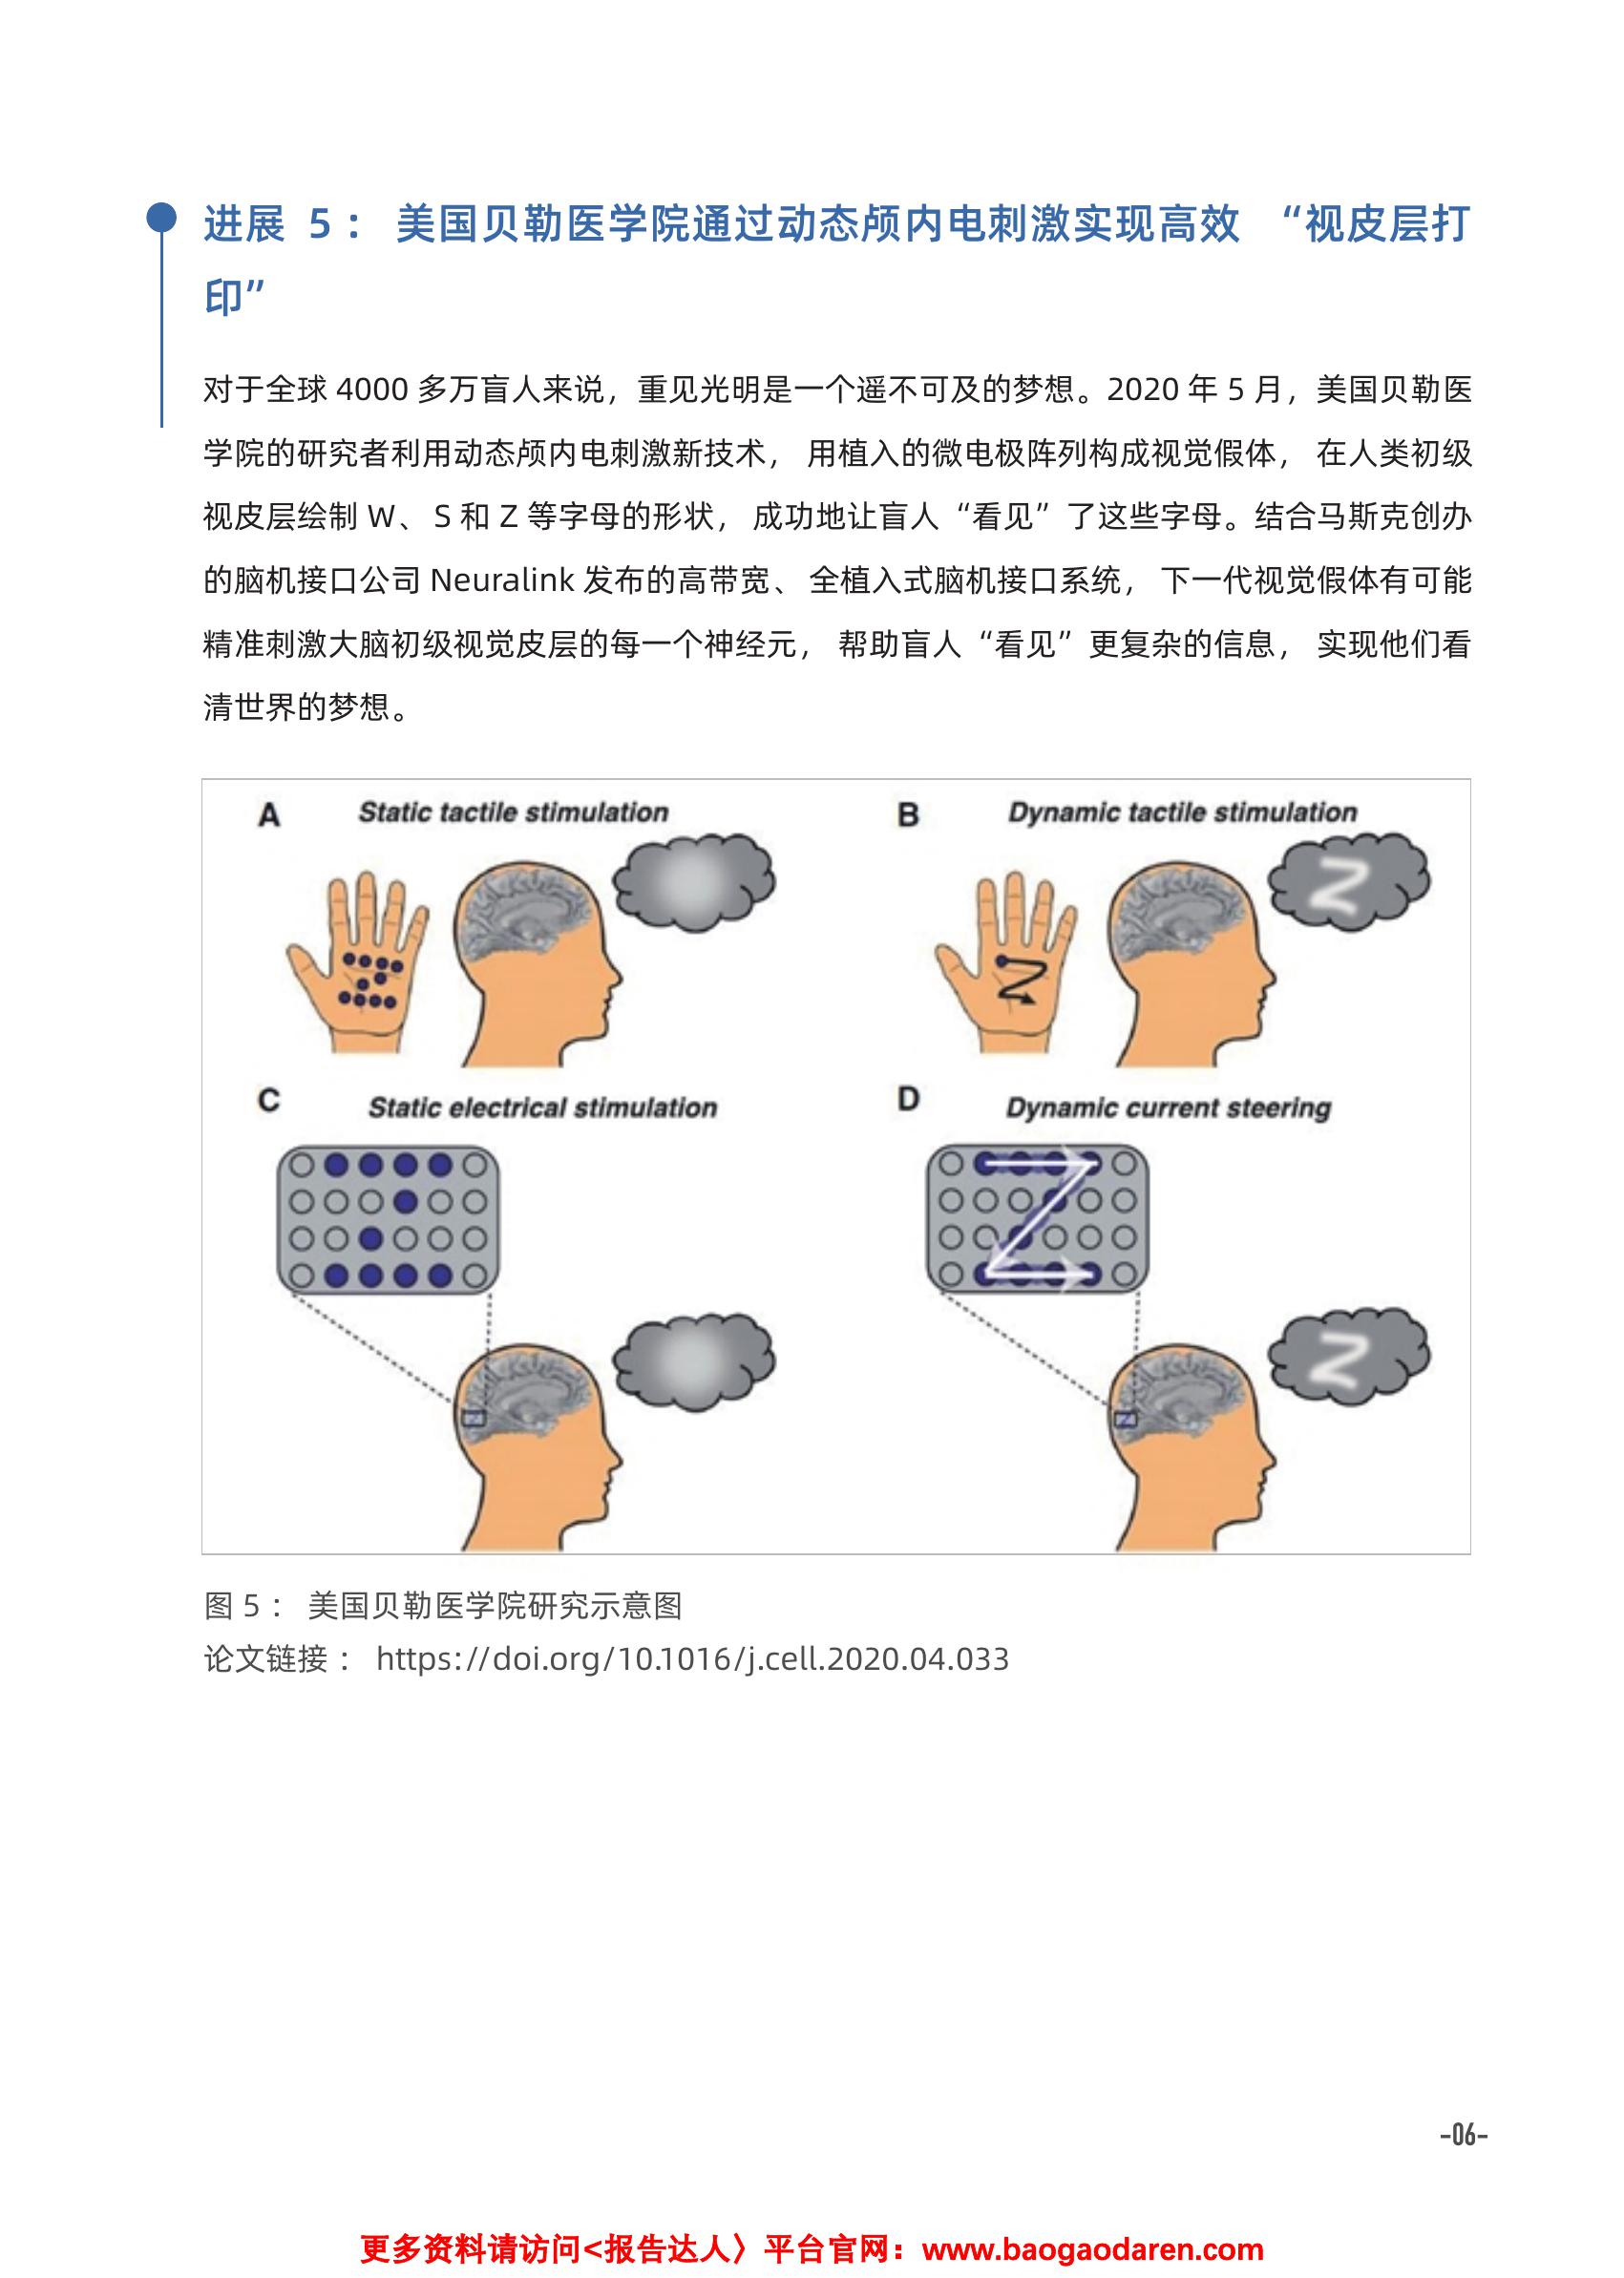 进展 5： 美国贝勒医学院通过动态颅内电刺激实现高效 “视皮层打
印”
对于全球 4000 多万盲人来说，重见光明是一个遥不可及的梦想。2020 年 5 月，美国贝勒医
学院的研究者利用动态颅内电刺激新技术， 用植入的微电极阵列构成视觉假体， 在人类初级
视皮层绘制 W、 S 和 Z 等字母的形状， 成功地让盲人 “看见” 了这些字母。结合马斯克创办
的脑机接口公司 Neuralink 发布的高带宽、 全植入式脑机接口系统， 下一代视觉假体有可能
精准刺激大脑初级视觉皮层的每一个神经元， 帮助盲人 “看见” 更复杂的信息， 实现他们看
清世界的梦想。
A Static tactile stimulation
B Dynamic tactile stimulation
Z
C Static electrical stimulation
D Dynamic current steering
Z
图 5： 美国贝勒医学院研究示意图
论文链接： https://doi.org/10.1016/j.cell.2020.04.033
-06-
更多资料请访问<报告达人〉平台官网：www.baogaodaren.com